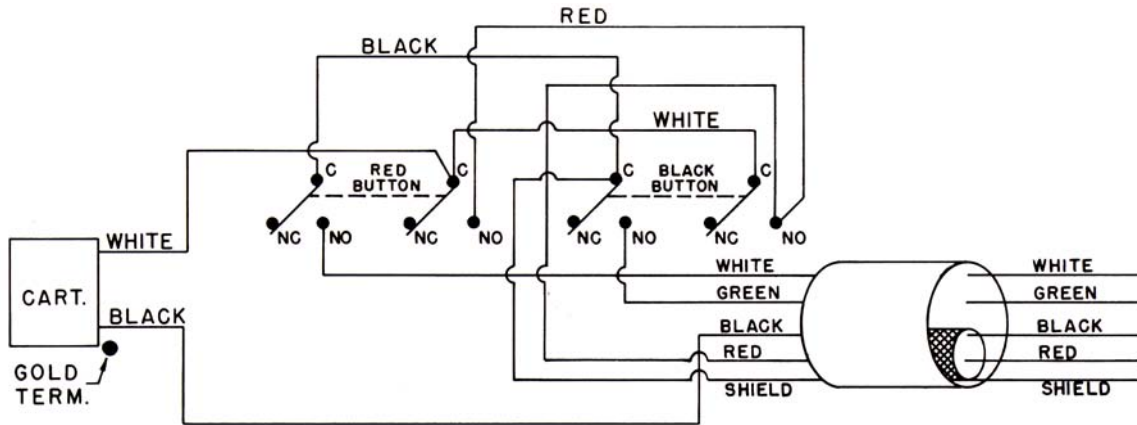 RED
BLACK
WHITE
C
RED
BUTTON
C
C
BLACK
BUTTON
C
NC
NO
NC
NO
NC
NO
NC
NO
WHITE
CART.
BLACK
GOLD
TERM.
WHITE
GREEN
BLACK
RED
SHIELD
WHITE
GREEN
BLACK
RED
SHIELD